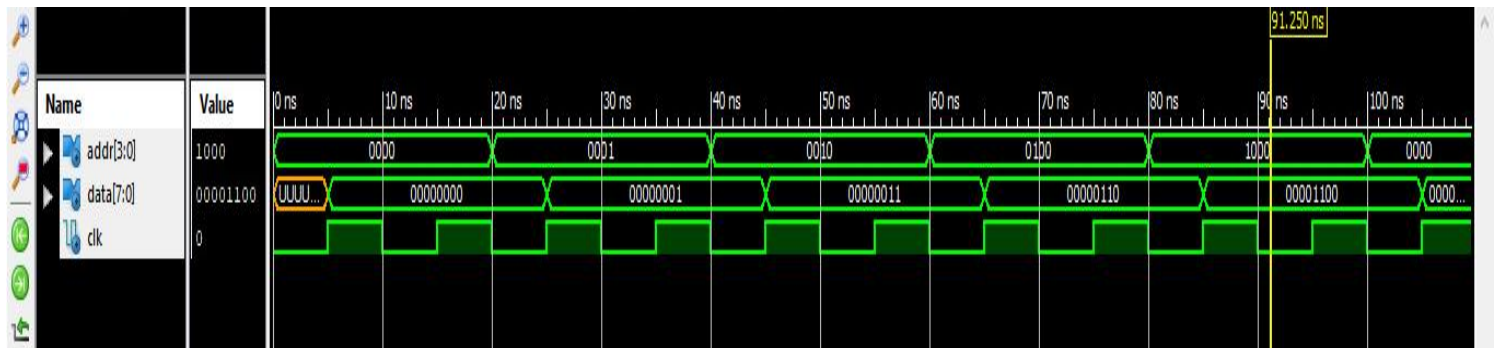 91.250 ns
Name Value 0 ns 10 ns 20 ns 30 ns 40 ns 50 ns 60 ns 70 ns 80 ns 90 ns 100 ns
addr[3:0] 1000 0000 0001 0010 0100 1000 0000
data[7:0] 00001100 UUUU... 00000000 00000001 00000011 00000110 00001100 0000...
clk 0